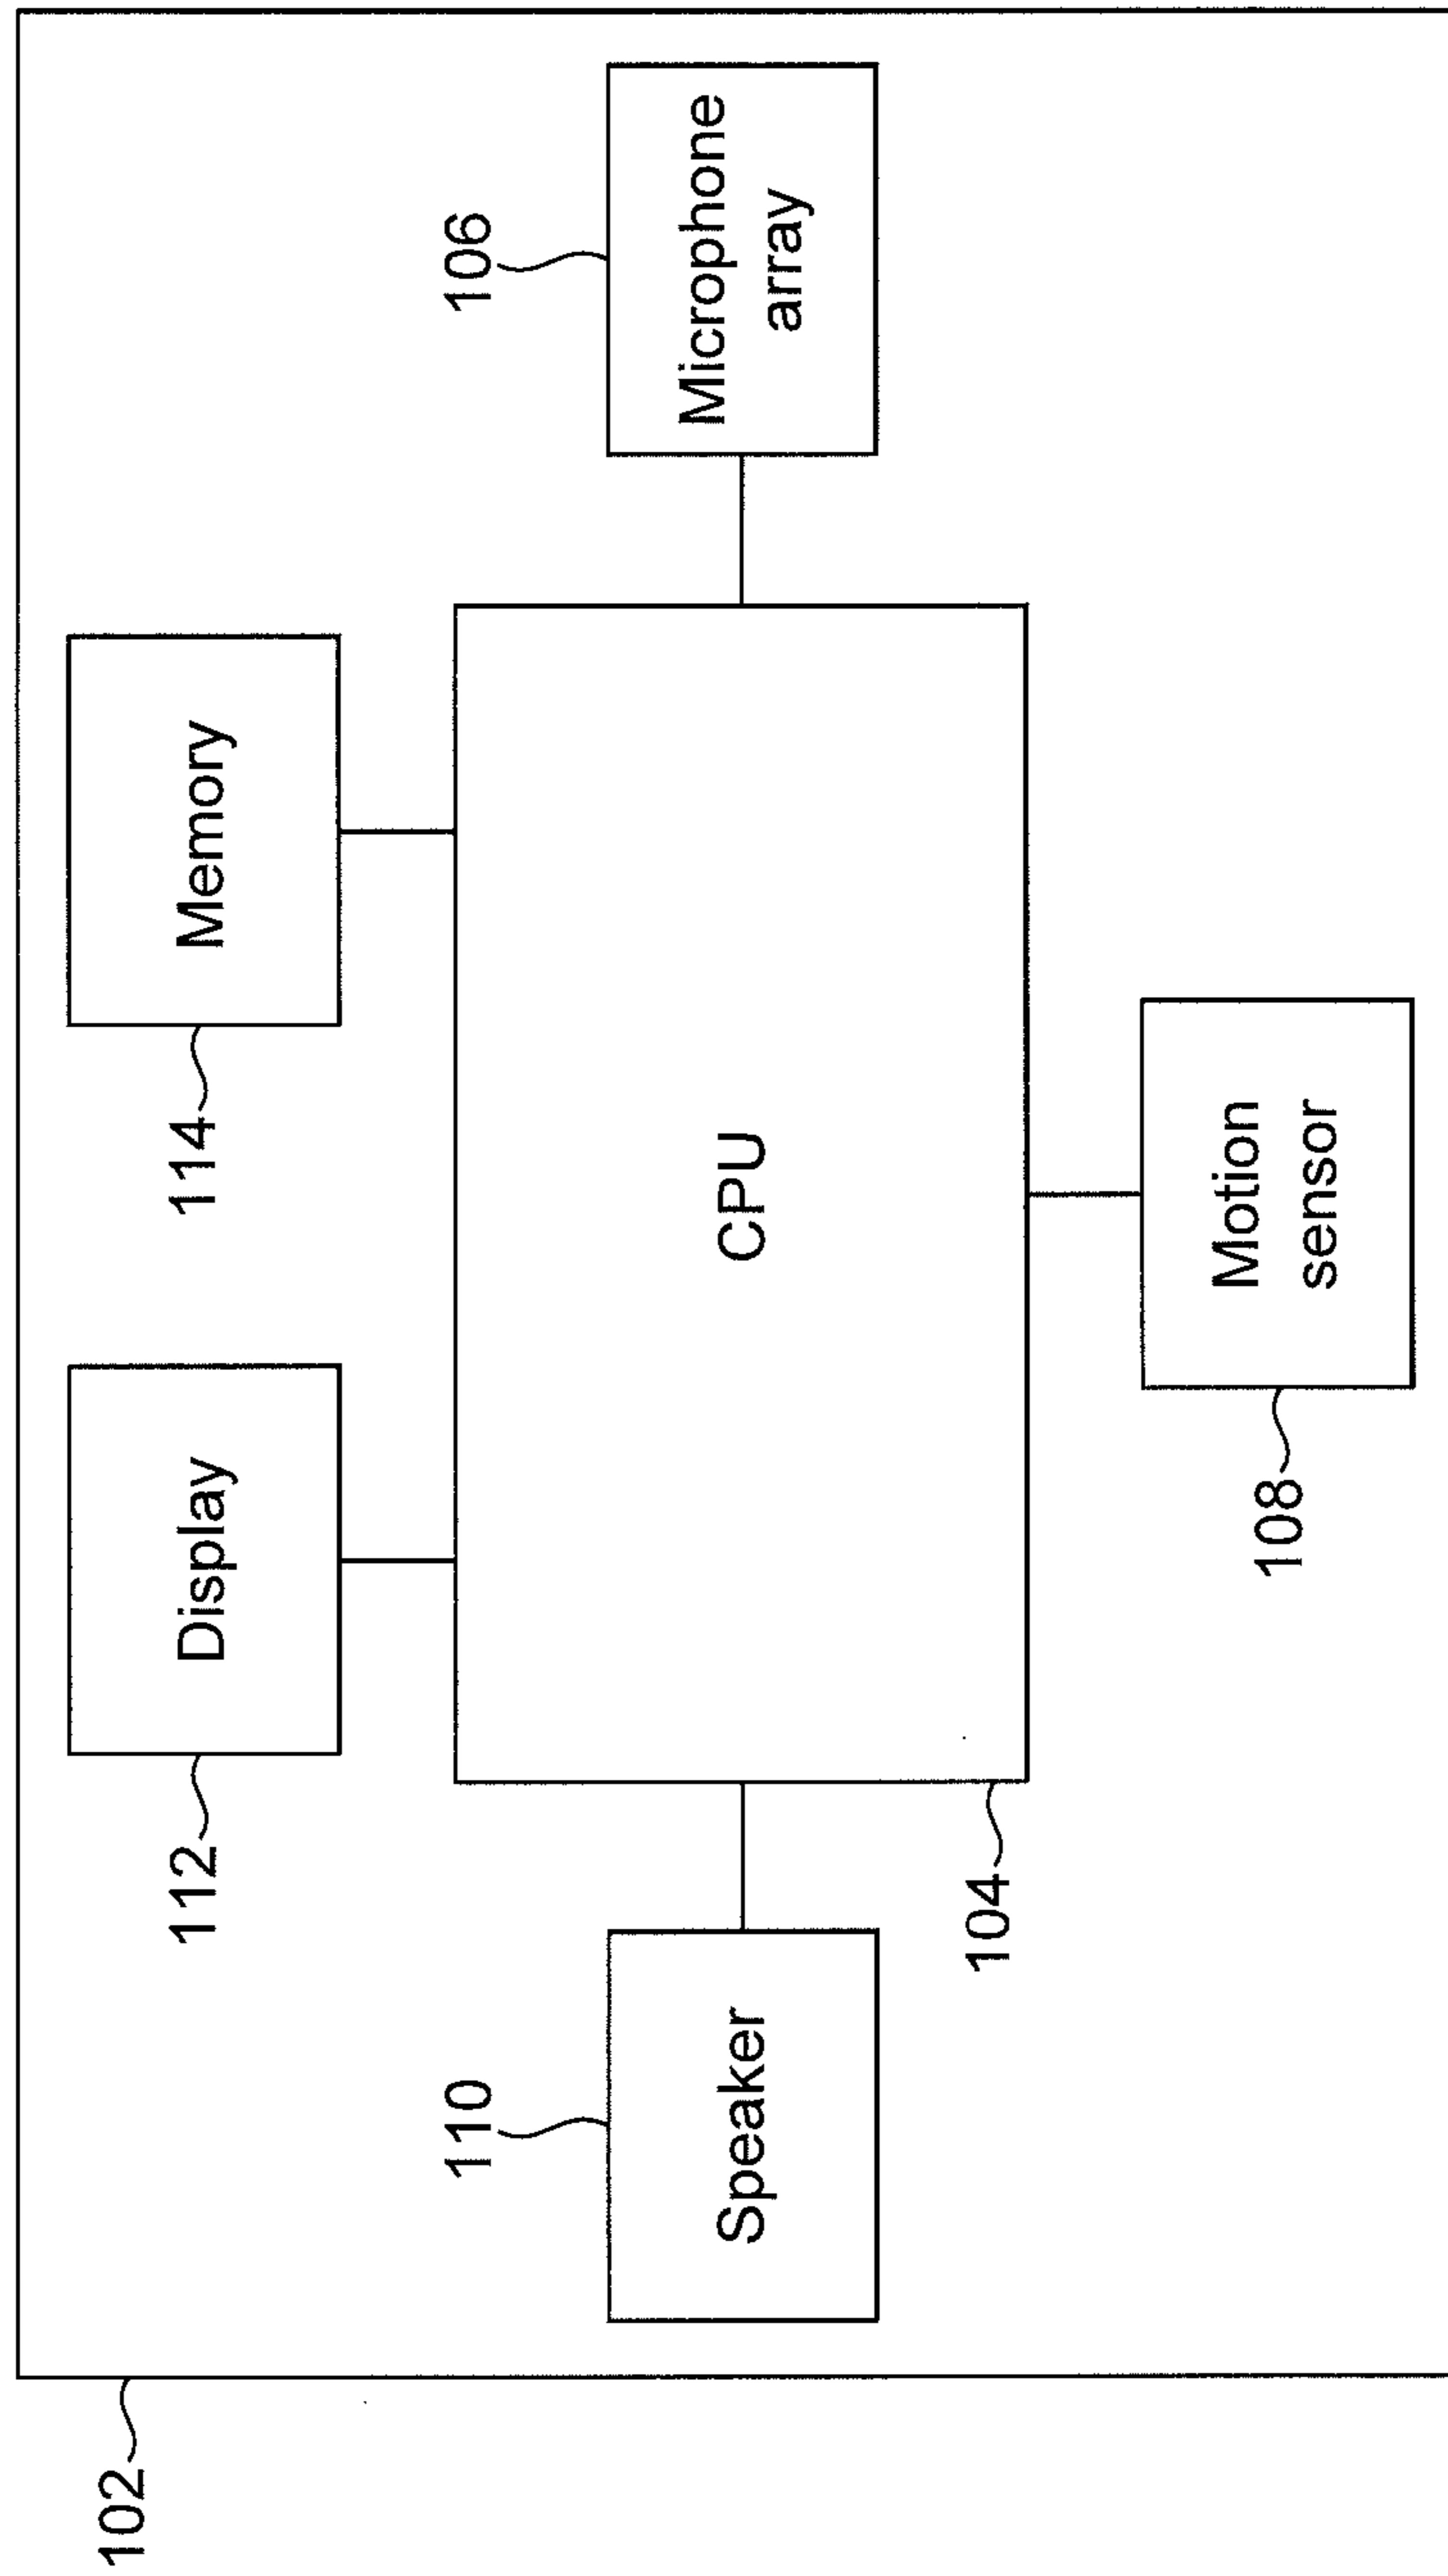 102
112
Display
114
Memory
110
Speaker
CPU
106
Microphone
array
104
108
Motion
sensor